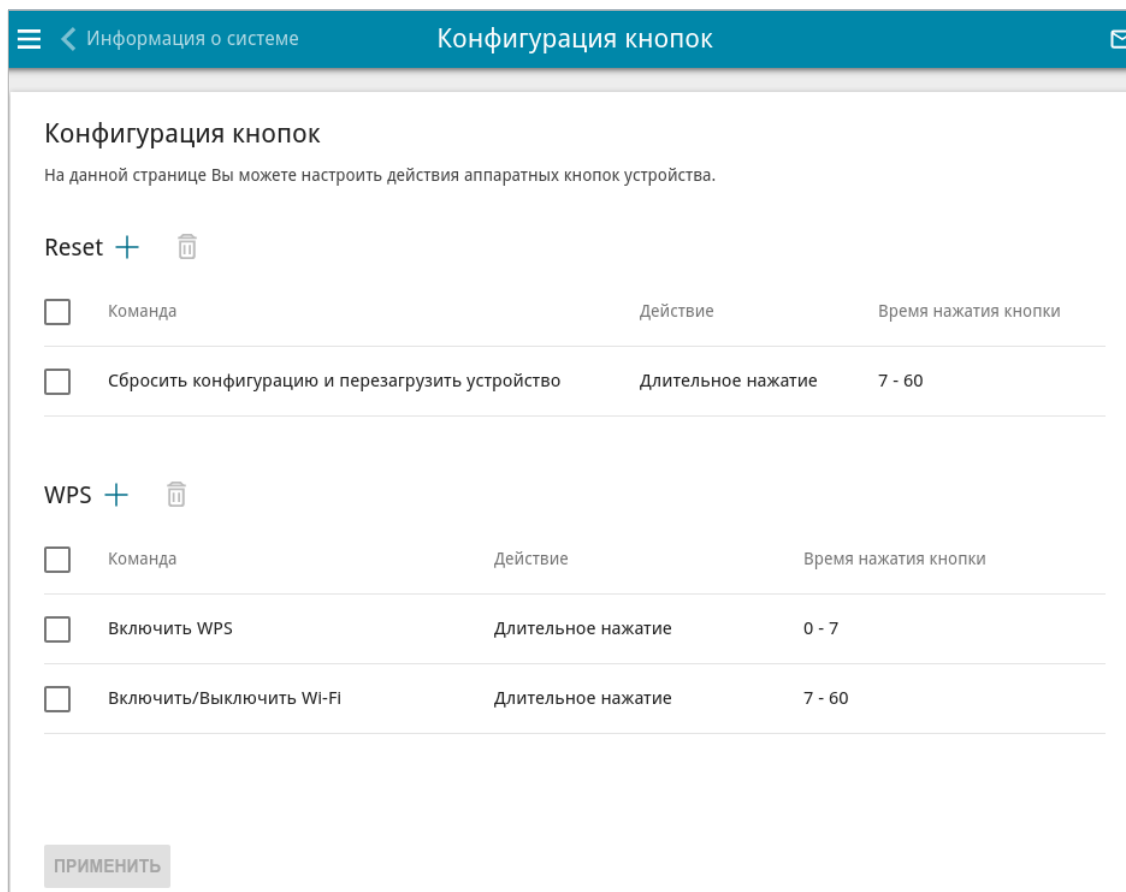 Информация о системе Конфигурация кнопок
Конфигурация кнопок
На данной странице Вы можете настроить действия аппаратных кнопок устройства.
Reset
Команда Действие Время нажатия кнопки
Сбросить конфигурацию и перезагрузить устройство Длительное нажатие 7 - 60
WPS
Команда Действие Время нажатия кнопки
Включить WPS Длительное нажатие 0 - 7
Включить/Выключить Wi-Fi Длительное нажатие 7 - 60
ПРИМЕНИТЬ